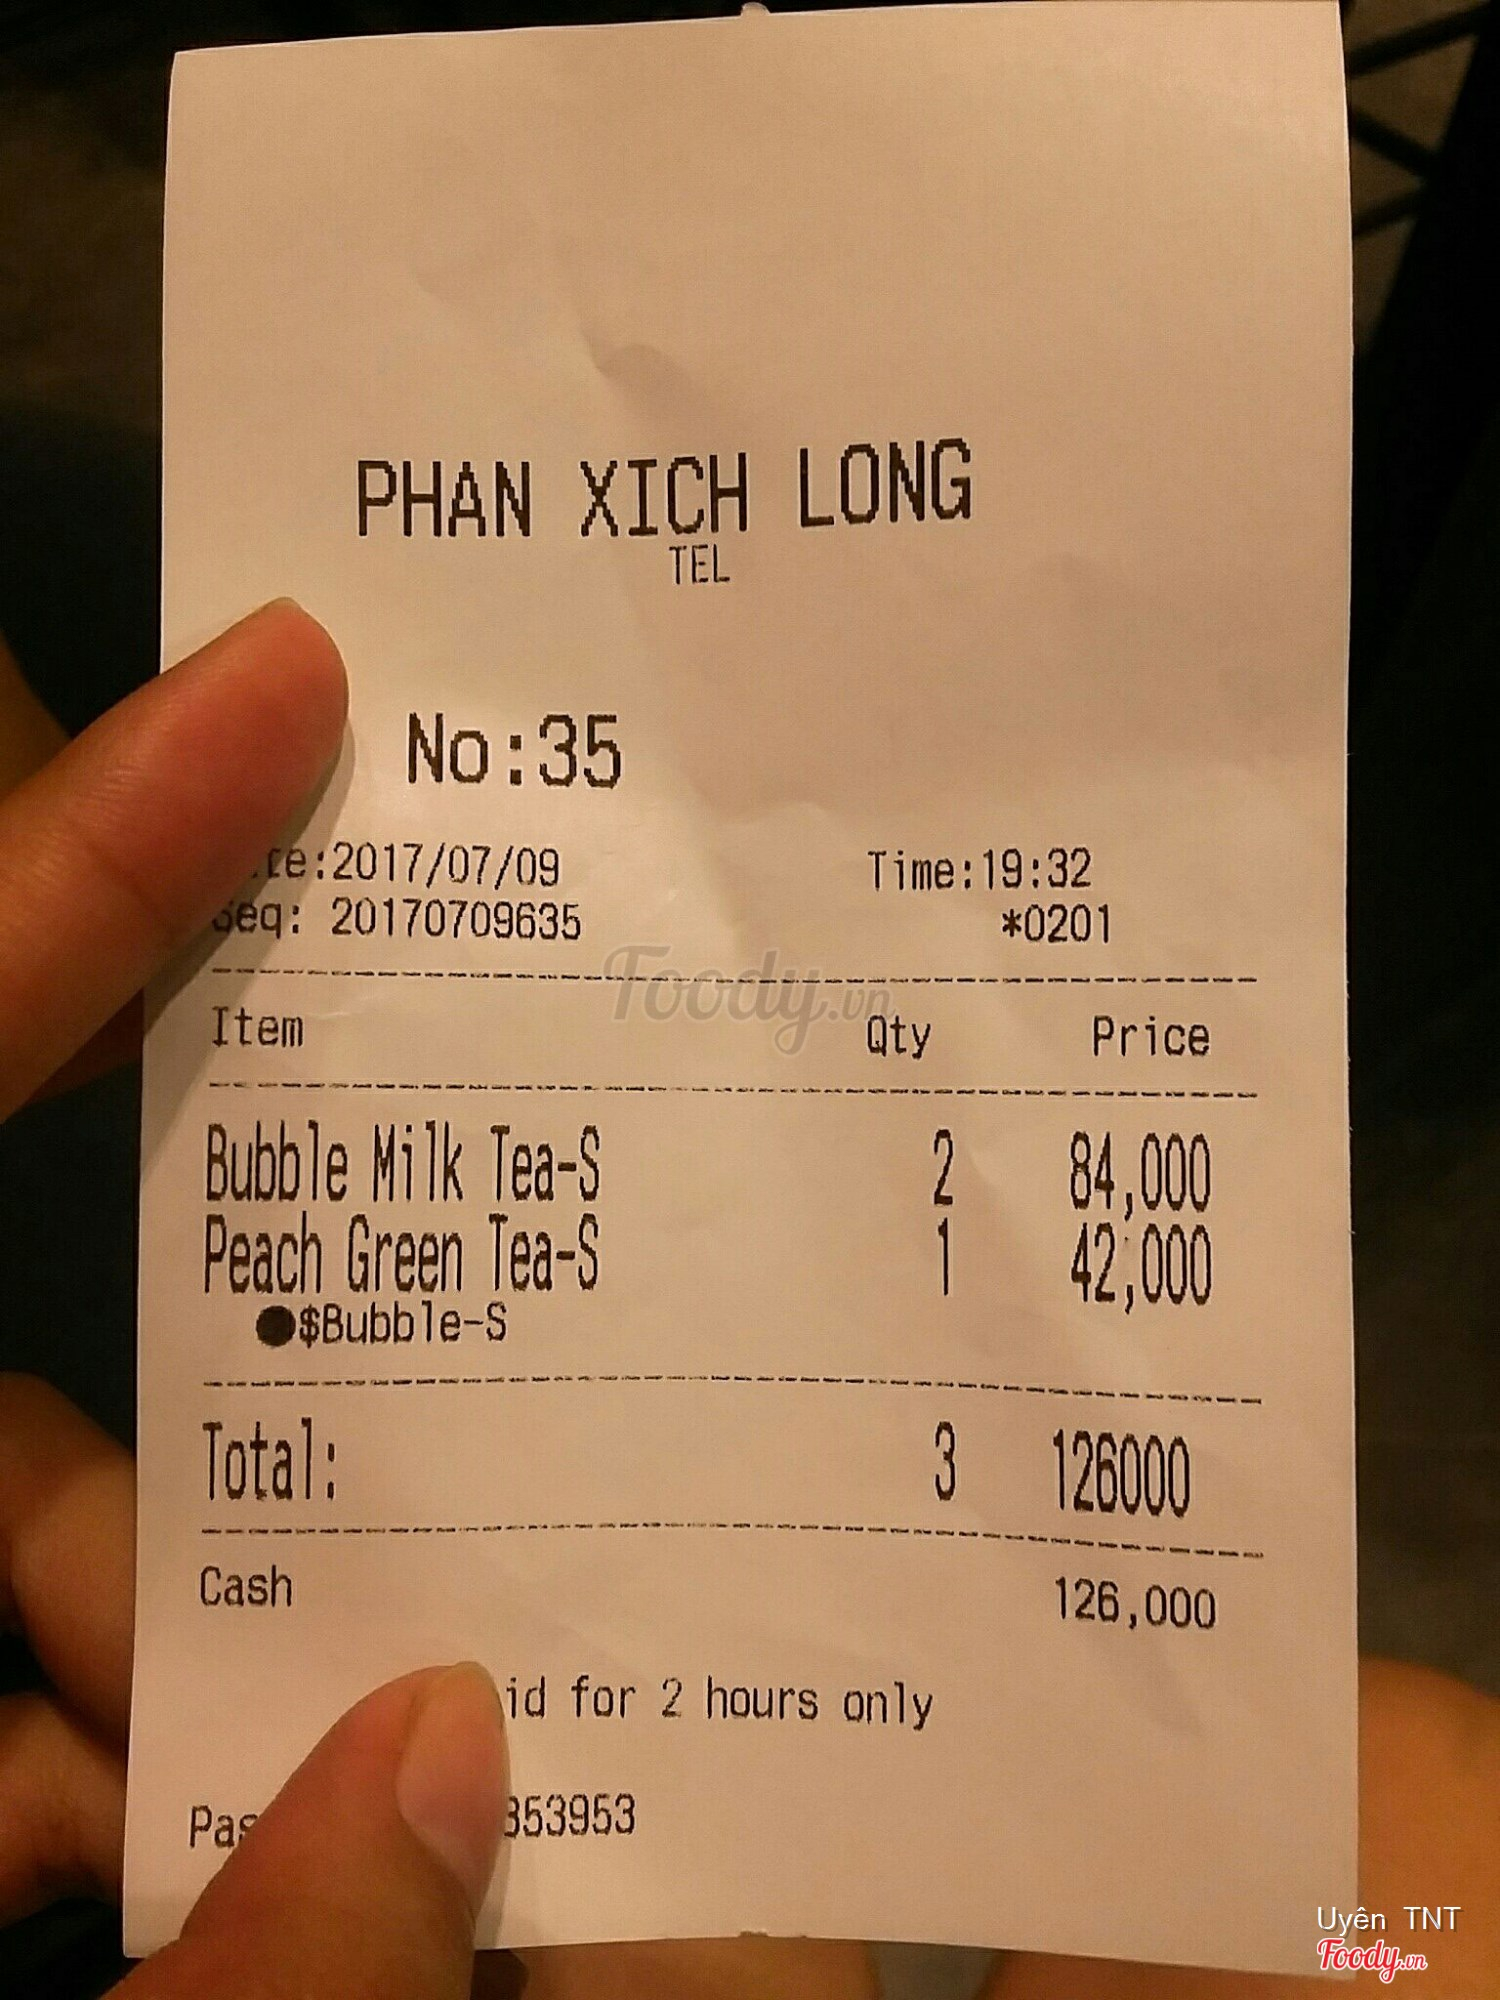 PHAN XICH LONG
TEL
No:35
Date:2017/07/09 Time:19:32
Seq: 20170709635 *0201
Foody.vn
Item Qty Price
Bubble Milk Tea-S 2 84,000
Peach Green Tea-S 1 42,000
●$Bubble-S
Total: 3 126000
Cash 126,000
for 2 hours only
353953
Uyên TNT
Foody.vn